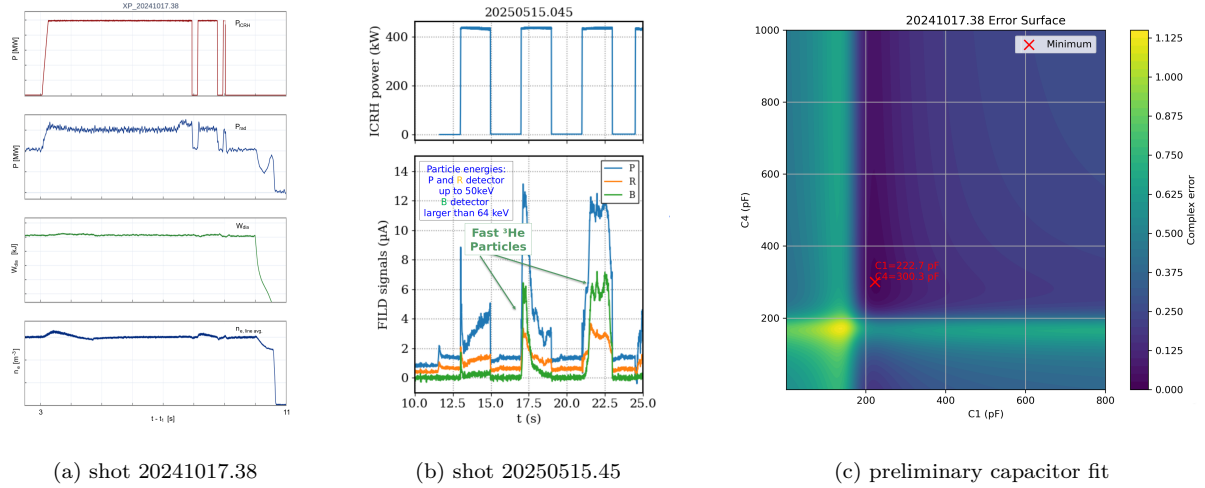 XP_20241017.38
P [MW]
P_ICRH
P [MW]
P_rad
W_dia [kJ]
W_dia
n_e [m⁻³]
n_e, line avg
3
11
t - t₁ [s]
(a) shot 20241017.38
20250515.045
ICRH power (kW)
400
200
0
FILD signals (μA)
14
12
10
8
6
4
2
0
Particle energies:
P and R detector
up to 50keV
B detector
larger than 64 keV
Fast ³He
Particles
P
R
B
10.0 12.5 15.0 17.5 20.0 22.5 25.0
t (s)
(b) shot 20250515.45
20241017.38 Error Surface
Minimum
C4 (pF)
1000
800
600
400
200
C1=222.7 pF
C4=300.3 pF
200 400 600 800
C1 (pF)
1.125
1.000
0.875
0.750
0.625
0.500
0.375
0.250
0.125
0.000
Complex error
(c) preliminary capacitor fit